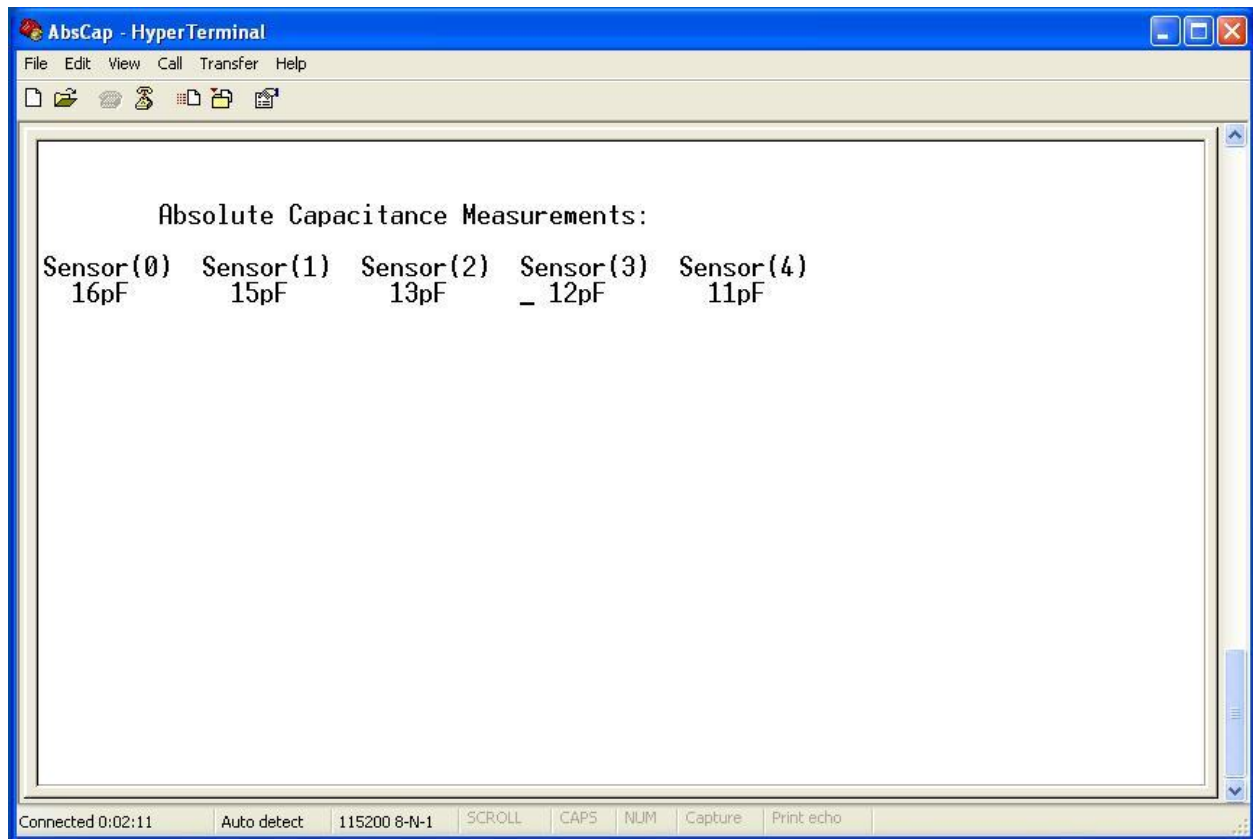 AbsCap - HyperTerminal
File Edit View Call Transfer Help
Absolute Capacitance Measurements:
Sensor(0) Sensor(1) Sensor(2) Sensor(3) Sensor(4)
16pF 15pF 13pF _ 12pF 11pF
Connected 0:02:11 Auto detect 115200 8-N-1 SCROLL CAPS NUM Capture Print echo